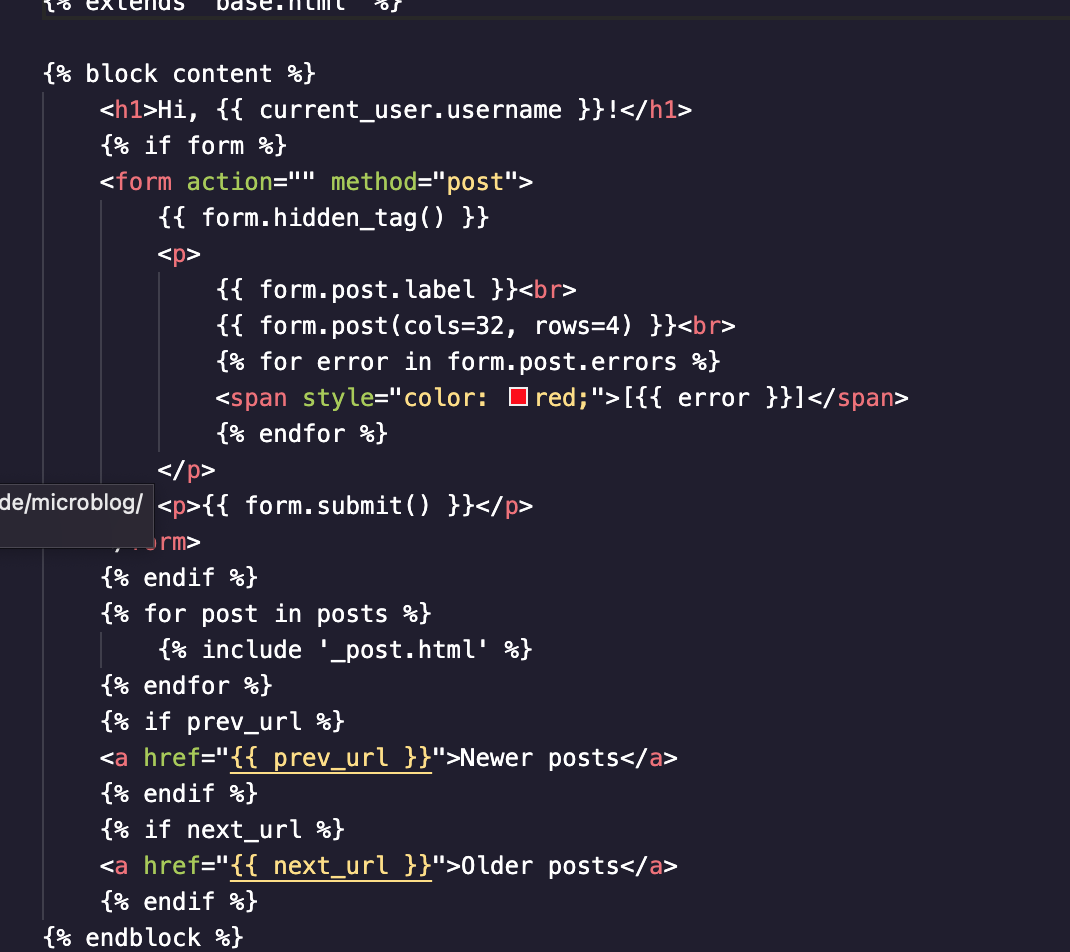 {% extends "base.html" %}
{% block content %}
<h1>Hi, {{ current_user.username }}!</h1>
{% if form %}
<form action="" method="post">
{{ form.hidden_tag() }}
<p>
{{ form.post.label }}<br>
{{ form.post(cols=32, rows=4) }}<br>
{% for error in form.post.errors %}
<span style="color: red;">[{{ error }}]</span>
{% endfor %}
</p>
de/microblog/
<p>{{ form.submit() }}</p>
</form>
{% endif %}
{% for post in posts %}
{% include '_post.html' %}
{% endfor %}
{% if prev_url %}
<a href="{{ prev_url }}">Newer posts</a>
{% endif %}
{% if next_url %}
<a href="{{ next_url }}">Older posts</a>
{% endif %}
{% endblock %}